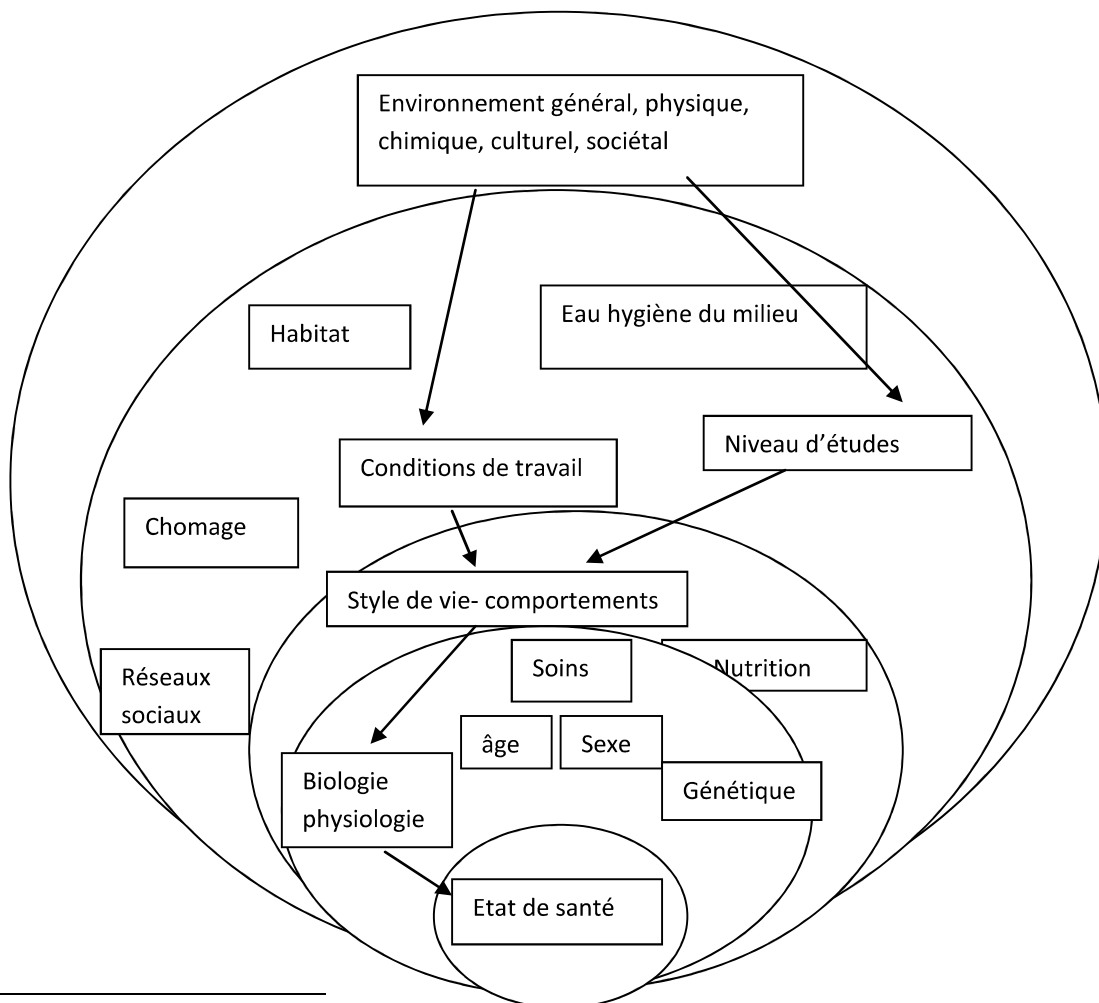 Environnement général, physique,
chimique, culturel, sociétal
Habitat
Eau hygiène du milieu
Niveau d’études
Conditions de travail
Chomage
Style de vie- comportements
Soins
Nutrition
Réseaux
sociaux
âge
Sexe
Biologie
physiologie
Génétique
Etat de santé